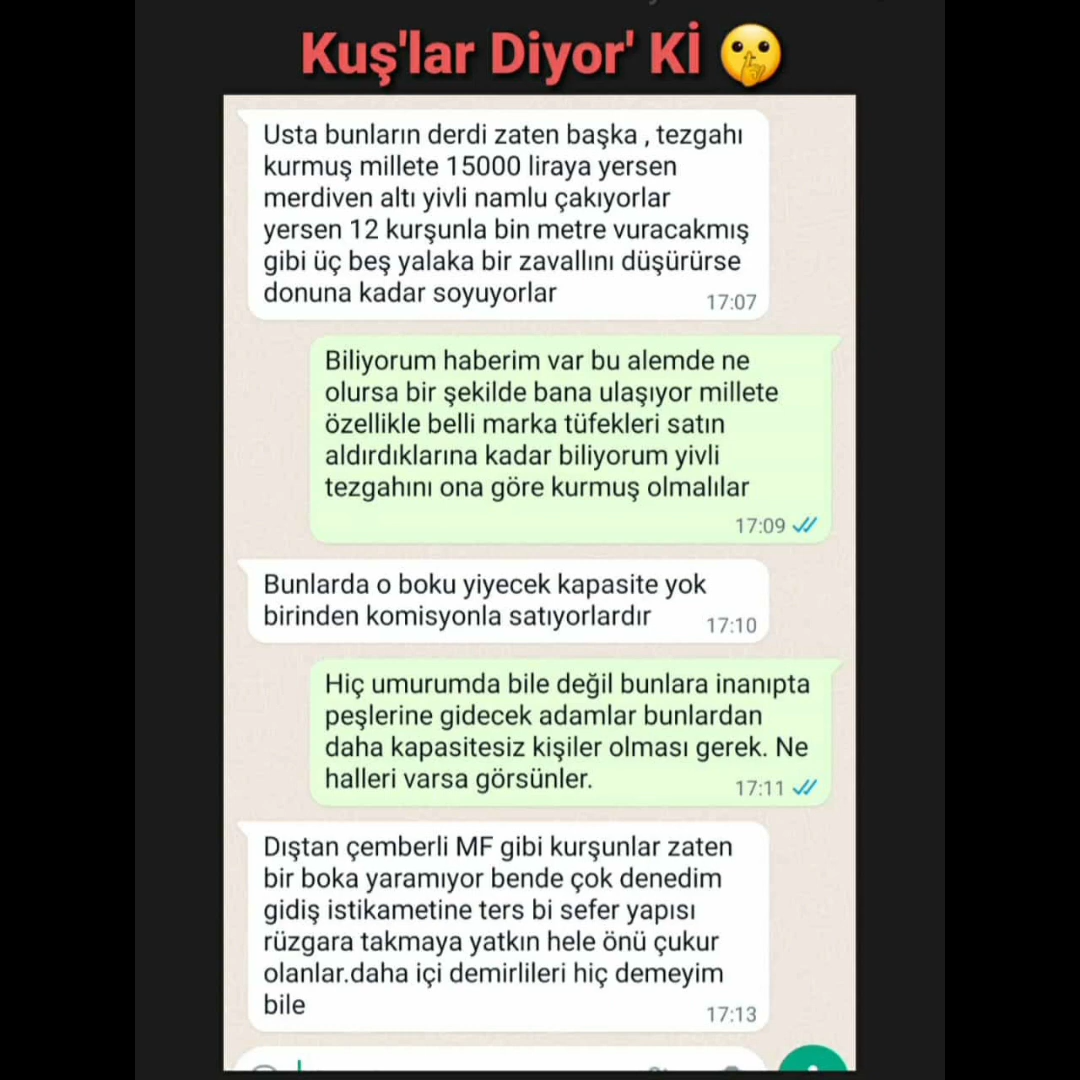 Kuş'lar Diyor' Kİ
Usta bunların derdi zaten başka , tezgahı
kurmuş millete 15000 liraya yersen
merdiven altı yivli namlu çakıyorlar
yersen 12 kurşunla bin metre vuracakmış
gibi üç beş yalaka bir zavallını düşürürse
donuna kadar soyuyorlar
17:07
Biliyorum haberim var bu alemde ne
olursa bir şekilde bana ulaşıyor millete
özellikle belli marka tüfekleri satın
aldırdıklarına kadar biliyorum yivli
tezgahını ona göre kurmuş olmalılar
17:09
Bunlarda o boku yiyecek kapasite yok
birinden komisyonla satıyorlardır
17:10
Hiç umurumda bile değil bunlara inanıpta
peşlerine gidecek adamlar bunlardan
daha kapasitesiz kişiler olması gerek. Ne
halleri varsa görsünler.
17:11
Dıştan çemberli MF gibi kurşunlar zaten
bir boka yaramıyor bende çok denedim
gidiş istikametine ters bi sefer yapısı
rüzgara takmaya yatkın hele önü çukur
olanlar.daha içi demirlileri hiç demeyim
bile
17:13